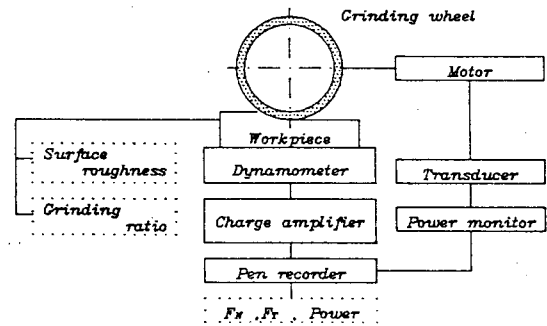 Grinding wheel
Motor
Workpiece
Surface
roughness
Dynamometer
Transducer
Grinding
ratio
Charge amplifier
Power monitor
Pen recorder
FN ,FT , Power